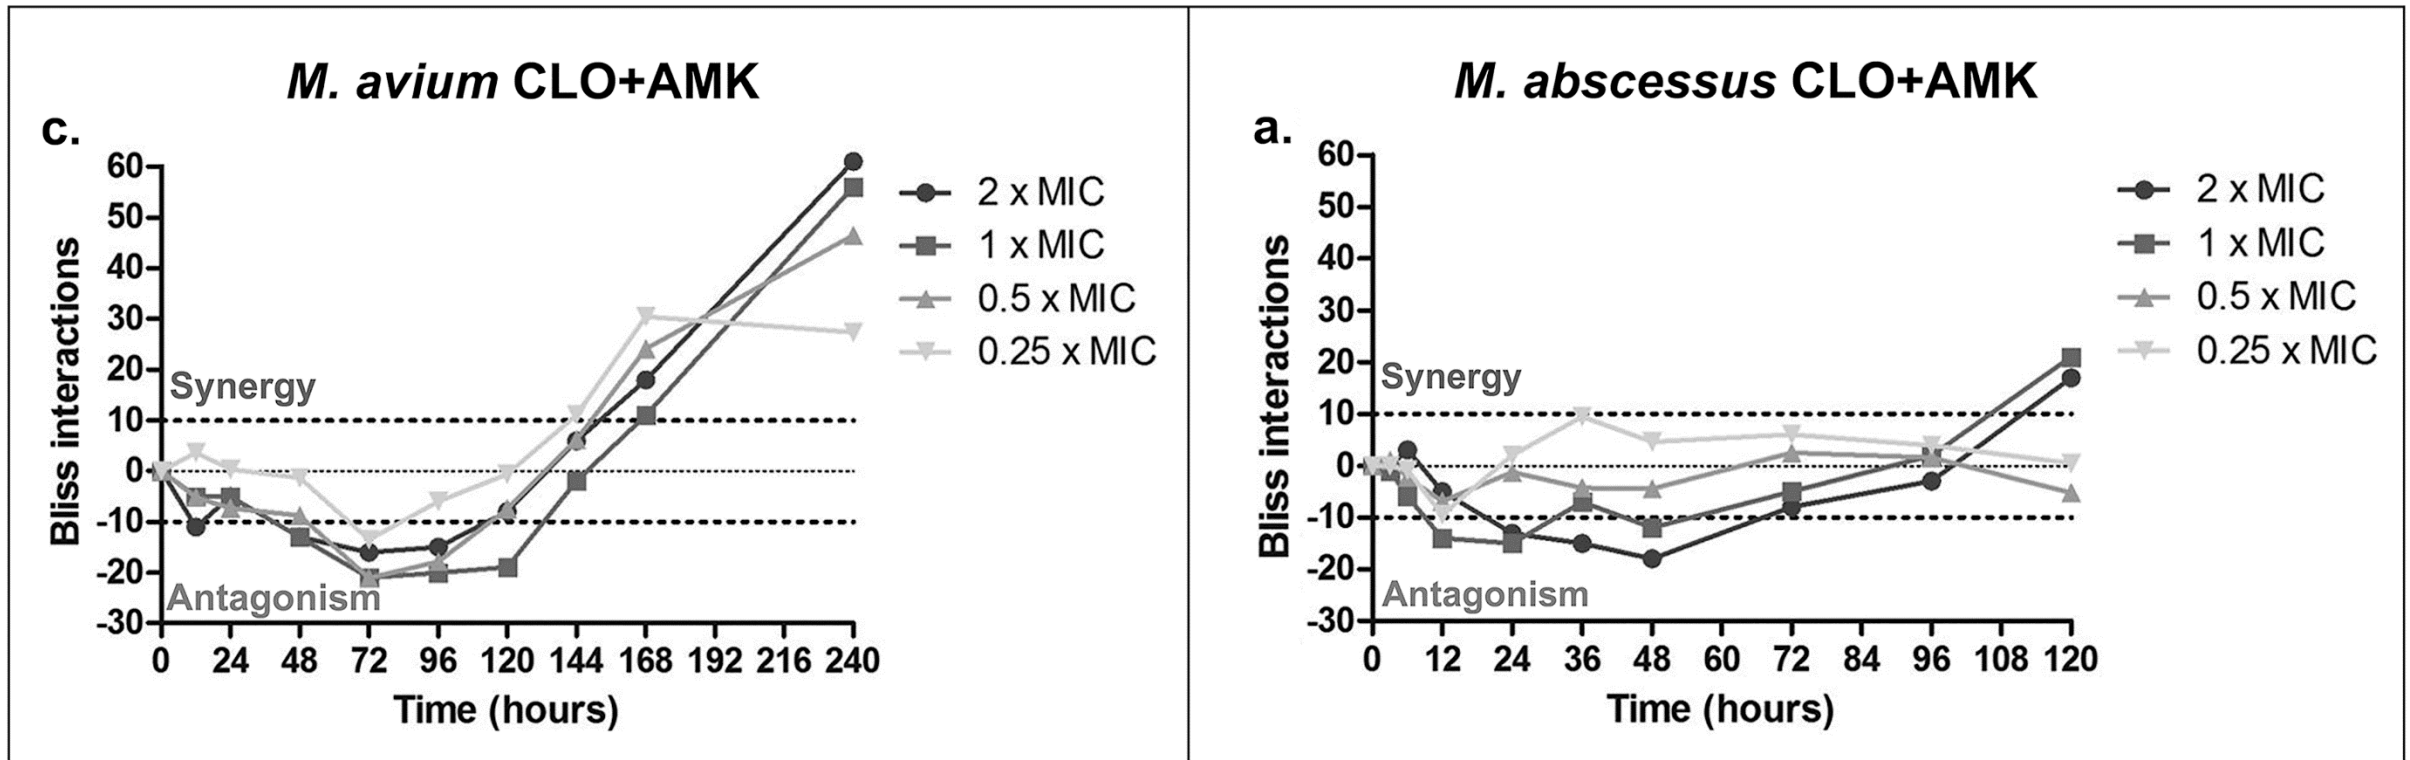 M. avium CLO+AMK
c.
60
50
40
30
20
10
0
-10
-20
-30
Bliss interactions
Synergy
Antagonism
0 24 48 72 96 120 144 168 192 216 240
Time (hours)
2 x MIC
1 x MIC
0.5 x MIC
0.25 x MIC
M. abscessus CLO+AMK
a.
60
50
40
30
20
10
0
-10
-20
-30
Bliss interactions
Synergy
Antagonism
0 12 24 36 48 60 72 84 96 108 120
Time (hours)
2 x MIC
1 x MIC
0.5 x MIC
0.25 x MIC